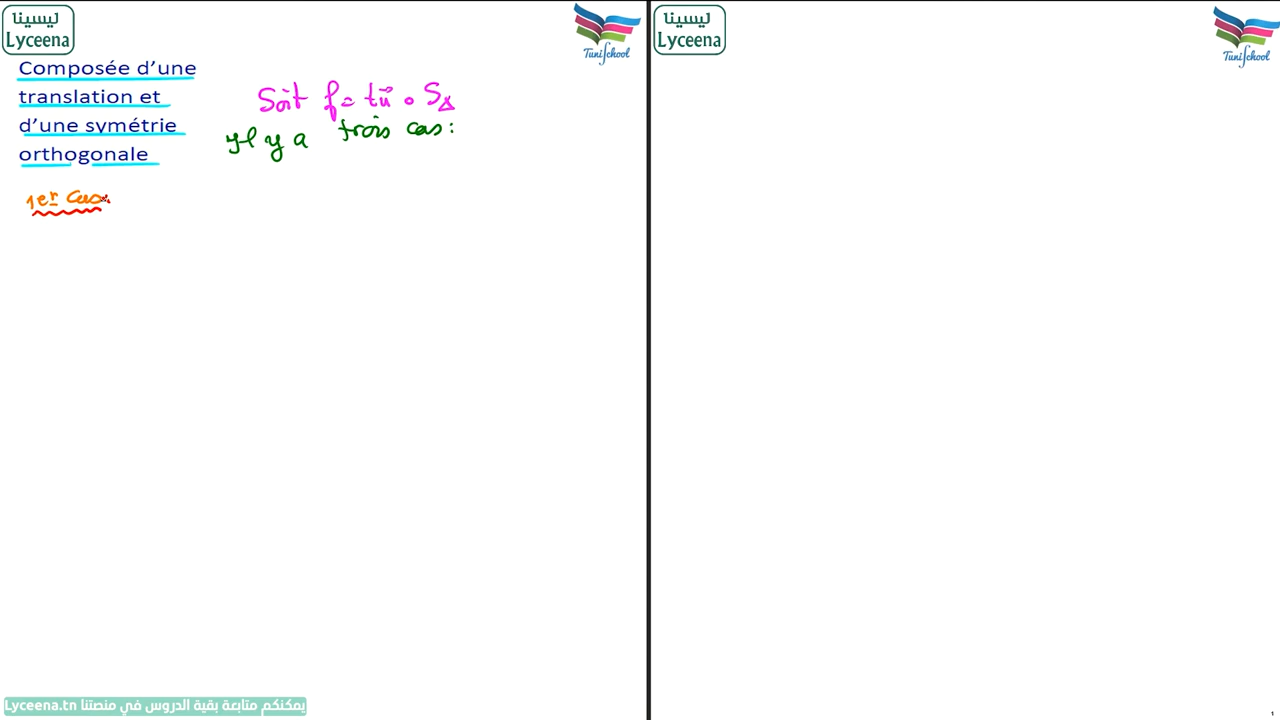 ليسينا
Lyceena
TuniSchool
Composée d'une
translation et
d'une symétrie
orthogonale
Soit f = tū ∘ S∆
Il y a trois cas :
1er Cas
يمكنكم متابعة بقية الدروس في منصتنا Lyceena.tn
ليسينا
Lyceena
TuniSchool
1